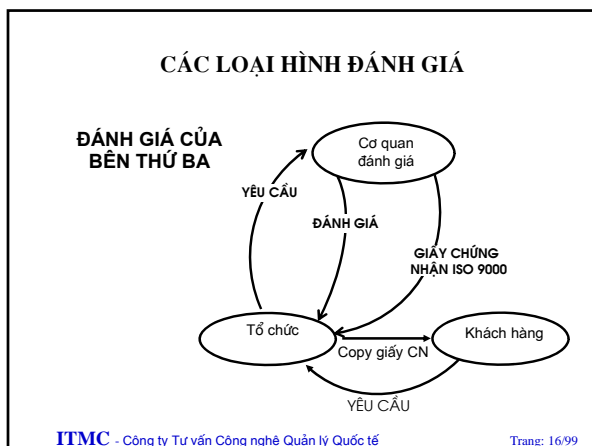 CÁC LOẠI HÌNH ĐÁNH GIÁ
ĐÁNH GIÁ CỦA
BÊN THỨ BA
Cơ quan
đánh giá
YÊU CẦU
ĐÁNH GIÁ
GIẤY CHỨNG
NHẬN ISO 9000
Tổ chức
Khách hàng
Copy giấy CN
YÊU CẦU
ITMC - Công ty Tư vấn Công nghệ Quản lý Quốc tế
Trang: 16/99